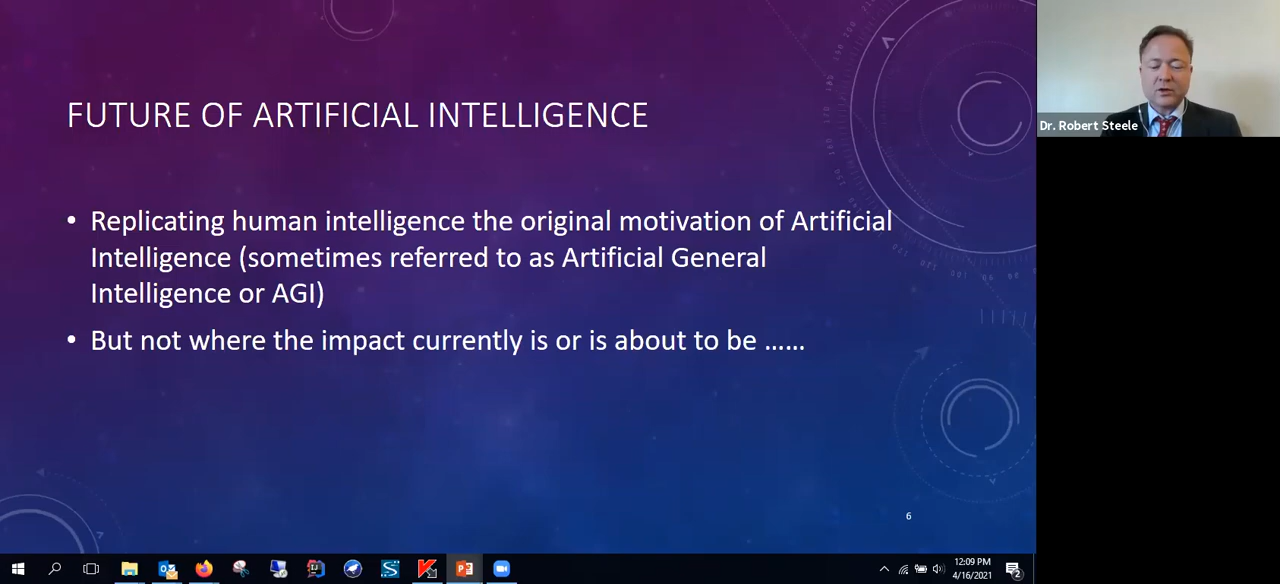 FUTURE OF ARTIFICIAL INTELLIGENCE
• Replicating human intelligence the original motivation of Artificial
Intelligence (sometimes referred to as Artificial General
Intelligence or AGI)
• But not where the impact currently is or is about to be ......
6
Dr. Robert Steele
12:09 PM
4/16/2021
2